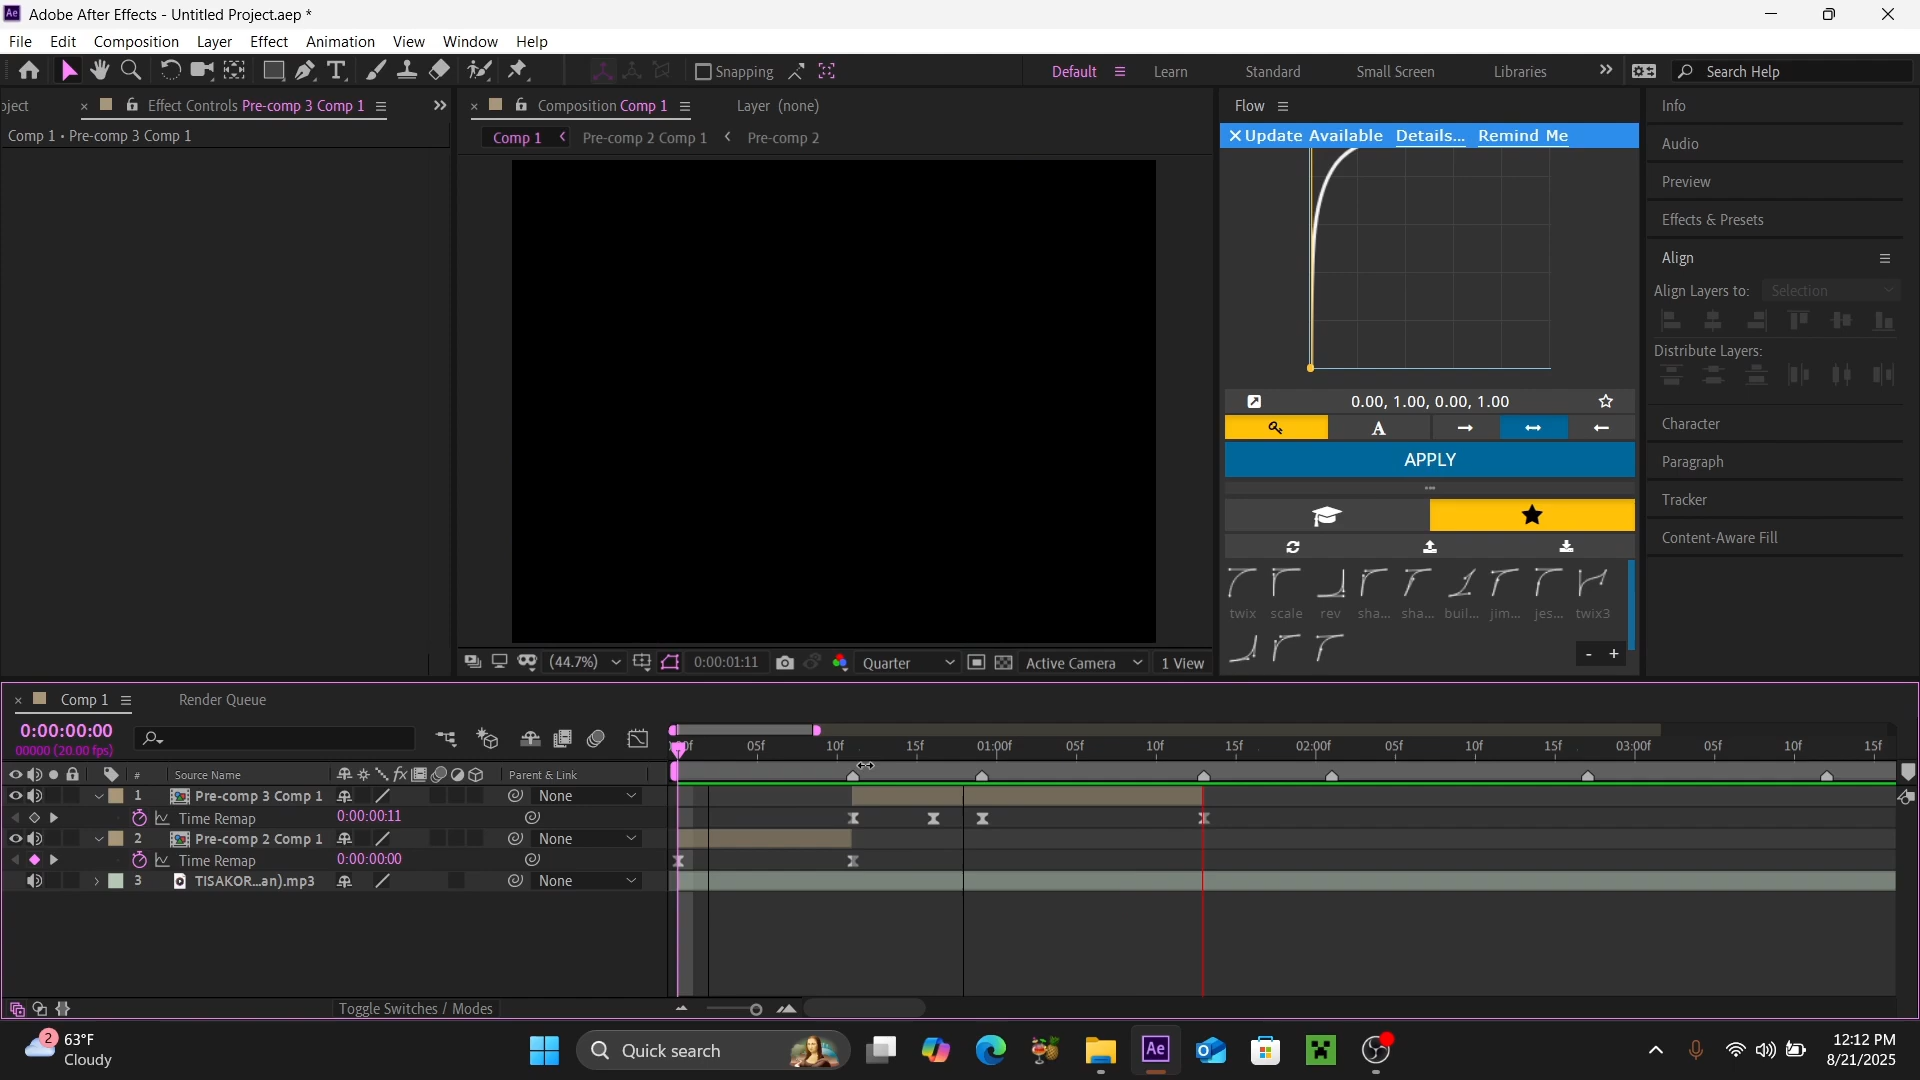 Adobe After Effects - Untitled Project.aep *
File Edit Composition Layer Effect Animation View Window Help
Snapping
Default Learn Standard Small Screen Libraries Search Help
oject Effect Controls Pre-comp 3 Comp 1
Composition Comp 1 Layer (none)
Flow
Info
Comp 1 • Pre-comp 3 Comp 1
Comp 1 Pre-comp 2 Comp 1 Pre-comp 2
Update Available Details... Remind Me
Audio
Preview
Effects & Presets
Align
Align Layers to: Selection
Distribute Layers:
0.00, 1.00, 0.00, 1.00
A
APPLY
Character
Paragraph
Tracker
Content-Aware Fill
twix scale rev sha... sha... buil... jim... jes... twix3
- +
(44.7%) 0:00:01:11 Quarter Active Camera 1 View
Comp 1 Render Queue
0:00:00:00
00000 (20.00 fps)
05f 10f 15f 01:00f 05f 10f 15f 02:00f 05f 10f 15f 03:00f 05f 10f 15f
# Source Name Parent & Link
1 Pre-comp 3 Comp 1 None
Time Remap 0:00:00:11
2 Pre-comp 2 Comp 1 None
Time Remap 0:00:00:00
3 TISAKOR...an).mp3 None
Toggle Switches / Modes
2
63°F
Cloudy
Quick search
Ae
12:12 PM
8/21/2025